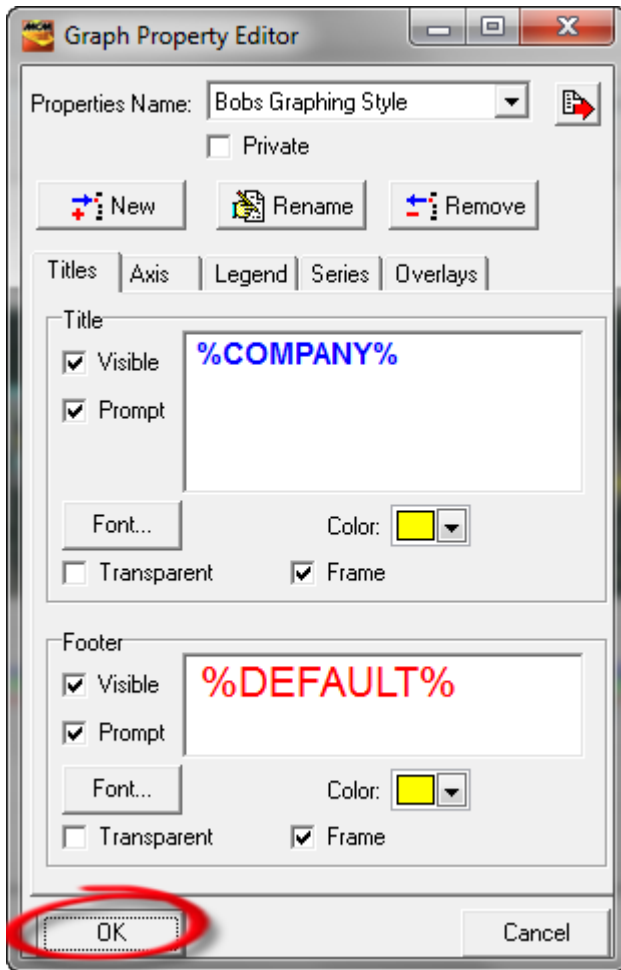 MCM
Graph Property Editor
Properties Name: Bobs Graphing Style
Private
New Rename Remove
Titles Axis Legend Series Overlays
Title
Visible %COMPANY%
Prompt
Font... Color:
Transparent Frame
Footer
Visible %DEFAULT%
Prompt
Font... Color:
Transparent Frame
OK Cancel